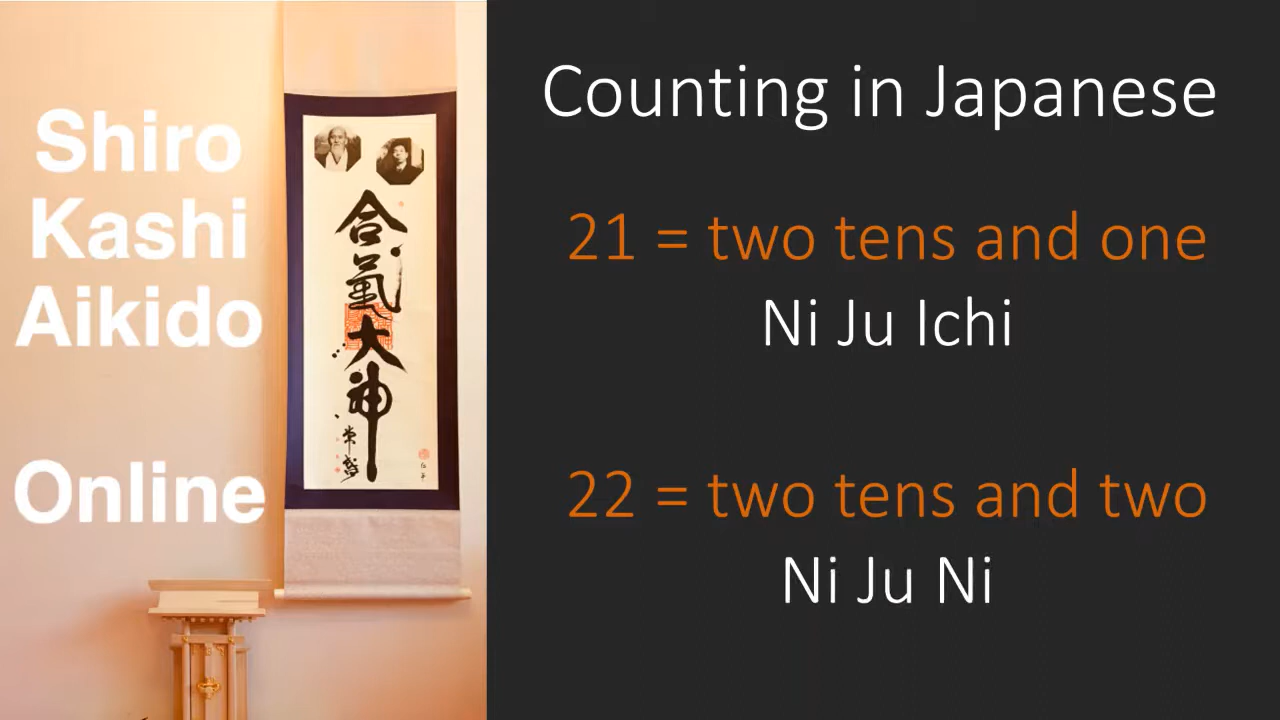 Shiro
Kashi
Aikido
Online
合氣大神
Counting in Japanese
21 = two tens and one
Ni Ju Ichi
22 = two tens and two
Ni Ju Ni